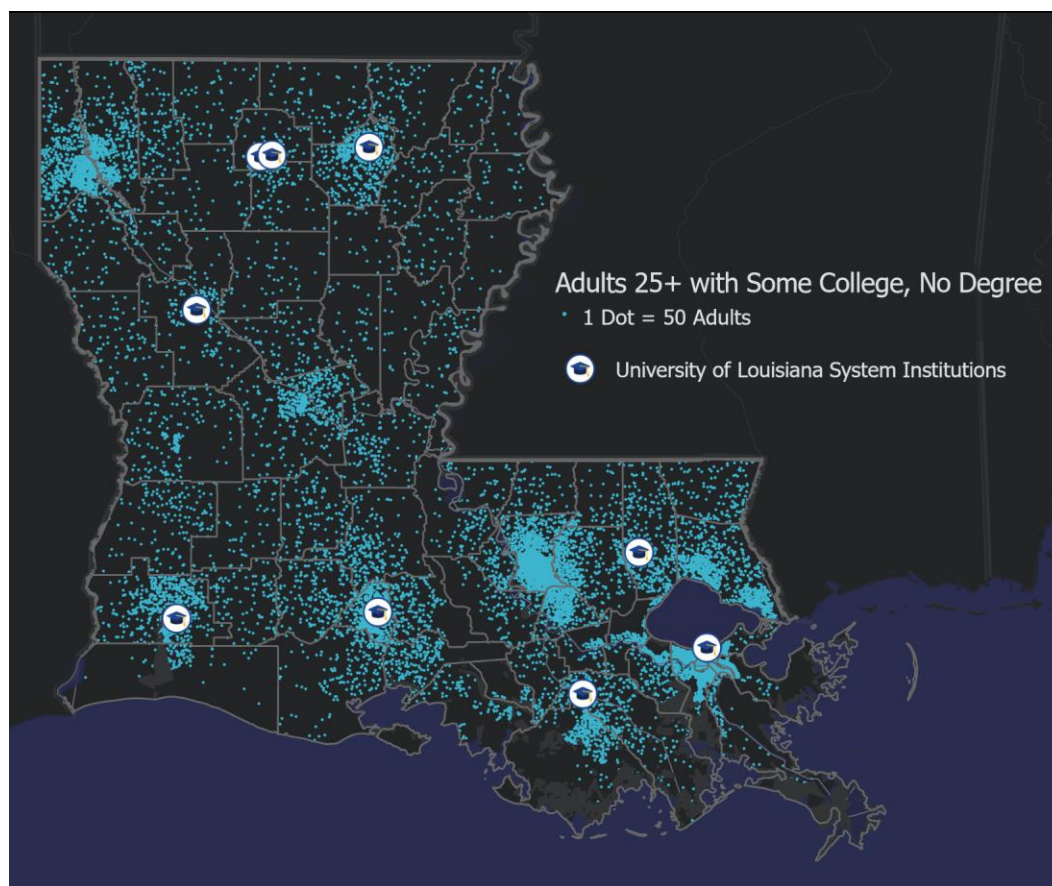 Adults 25+ with Some College, No Degree
1 Dot = 50 Adults
University of Louisiana System Institutions